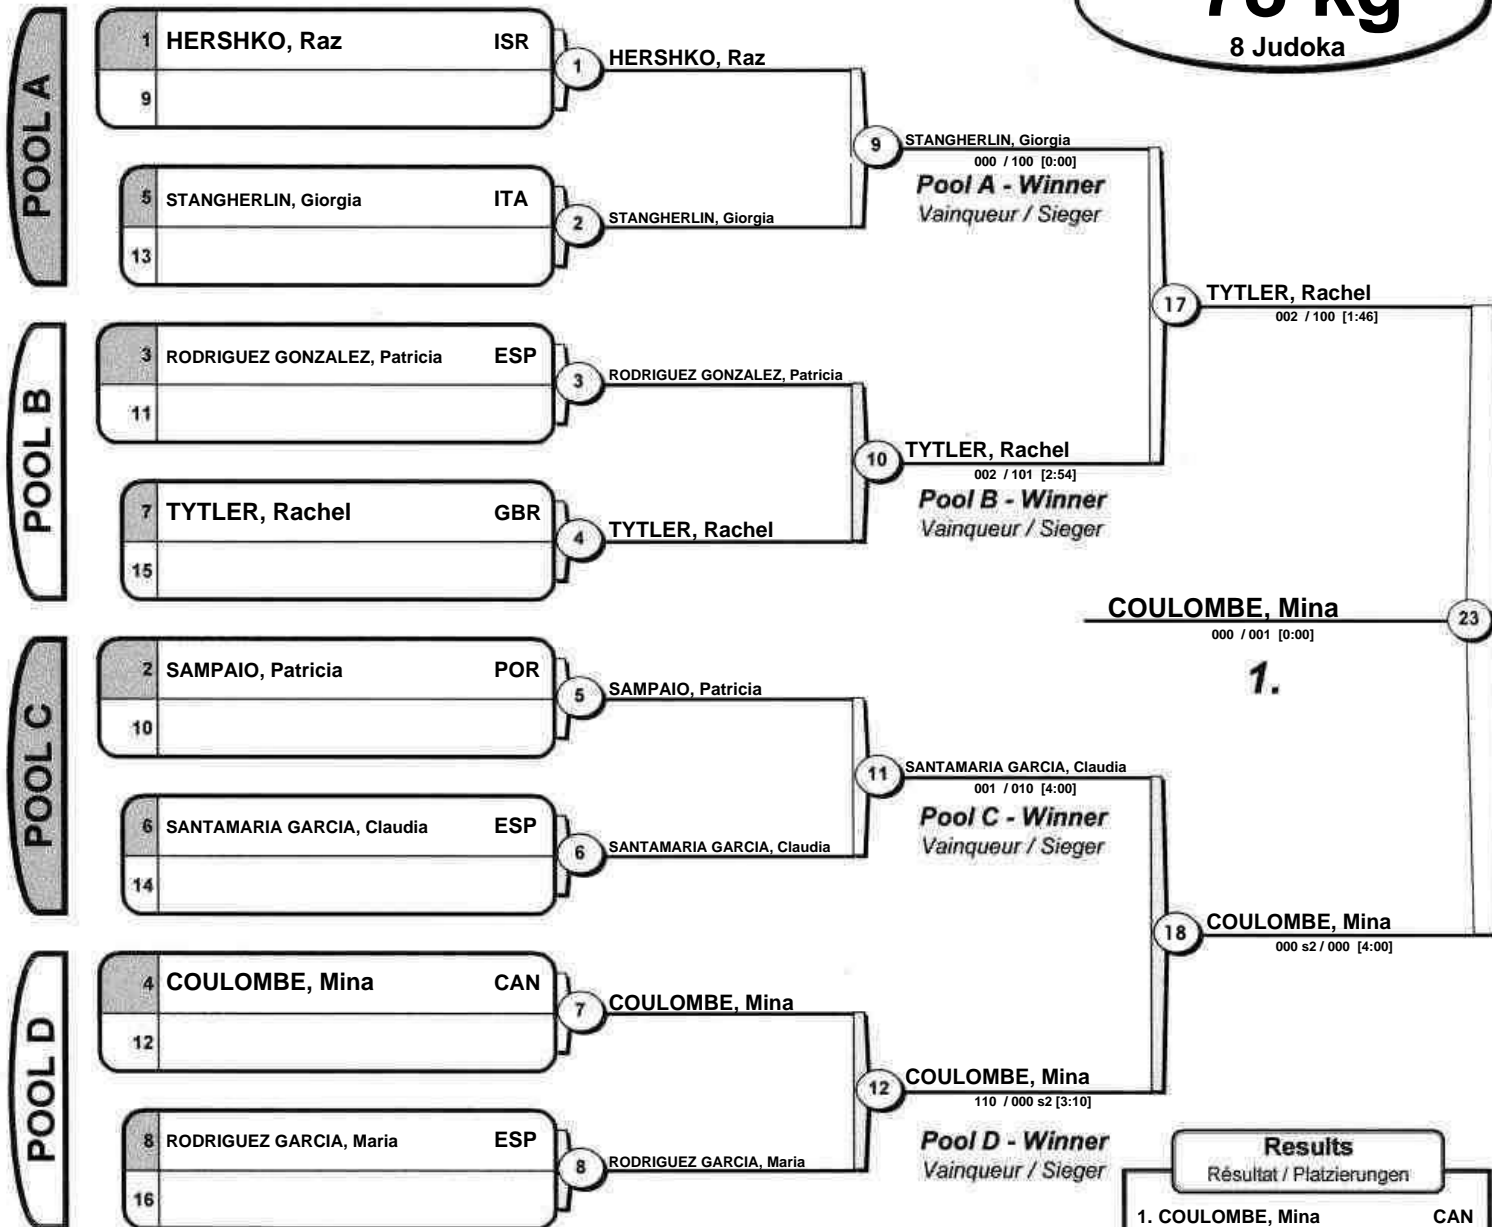 78 kg
8 Judoka
POOL A
1 HERSHKO, Raz ISR
9
1
HERSHKO, Raz
5 STANGHERLIN, Giorgia ITA
13
2
STANGHERLIN, Giorgia
9
STANGHERLIN, Giorgia
000 / 100 [0:00]
Pool A - Winner
Vainqueur / Sieger
POOL B
3 RODRIGUEZ GONZALEZ, Patricia ESP
11
3
RODRIGUEZ GONZALEZ, Patricia
7 TYTLER, Rachel GBR
15
4
TYTLER, Rachel
10
TYTLER, Rachel
002 / 101 [2:54]
Pool B - Winner
Vainqueur / Sieger
17
TYTLER, Rachel
002 / 100 [1:46]
COULOMBE, Mina
000 / 001 [0:00]
1.
23
POOL C
2 SAMPAIO, Patricia POR
10
5
SAMPAIO, Patricia
6 SANTAMARIA GARCIA, Claudia ESP
14
6
SANTAMARIA GARCIA, Claudia
11
SANTAMARIA GARCIA, Claudia
001 / 010 [4:00]
Pool C - Winner
Vainqueur / Sieger
POOL D
4 COULOMBE, Mina CAN
12
7
COULOMBE, Mina
8 RODRIGUEZ GARCIA, Maria ESP
16
8
RODRIGUEZ GARCIA, Maria
12
COULOMBE, Mina
110 / 000 s2 [3:10]
Pool D - Winner
Vainqueur / Sieger
18
COULOMBE, Mina
000 s2 / 000 [4:00]
Results
Résultat / Platzierungen
1. COULOMBE, Mina CAN